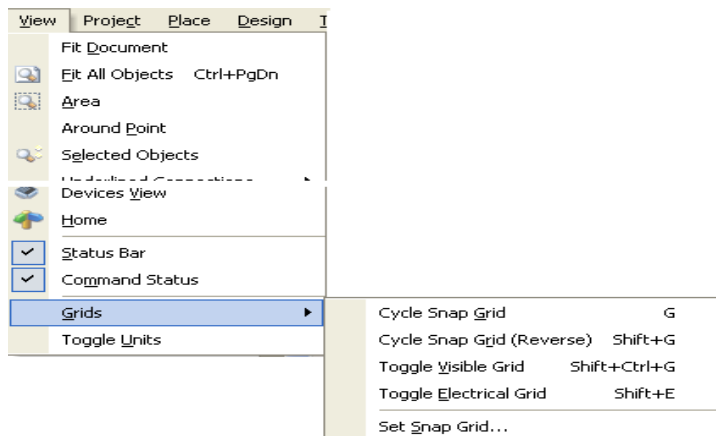 View Project Place Design
Fit Document
Fit All Objects Ctrl+PgDn
Area
Around Point
Selected Objects
Devices View
Home
Status Bar
Command Status
Grids
Toggle Units
Cycle Snap Grid G
Cycle Snap Grid (Reverse) Shift+G
Toggle Visible Grid Shift+Ctrl+G
Toggle Electrical Grid Shift+E
Set Snap Grid...